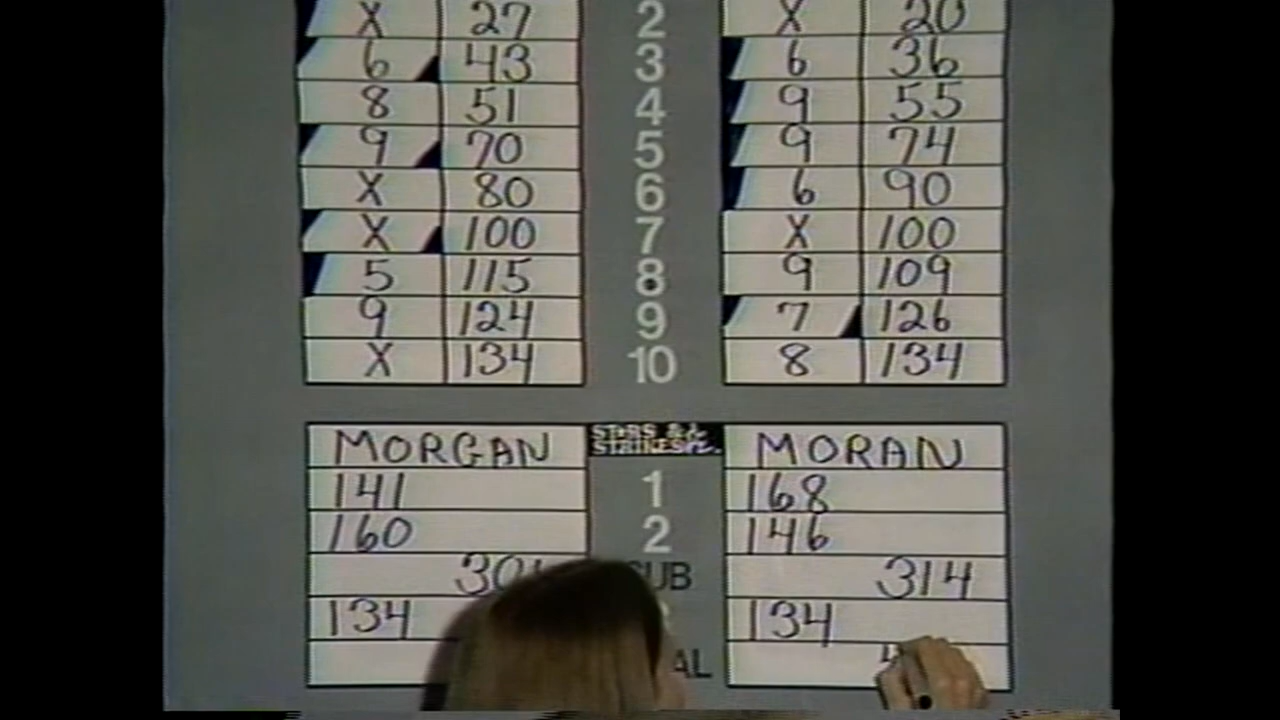 X 27 2 X 20
6 43 3 6 36
8 51 4 9 55
9 70 5 9 74
X 80 6 6 90
X 100 7 X 100
5 115 8 9 109
9 124 9 7 126
X 134 10 8 134
MORGAN STARS & STRIKES MORAN
141 1 168
160 2 146
SUB 314
134 134